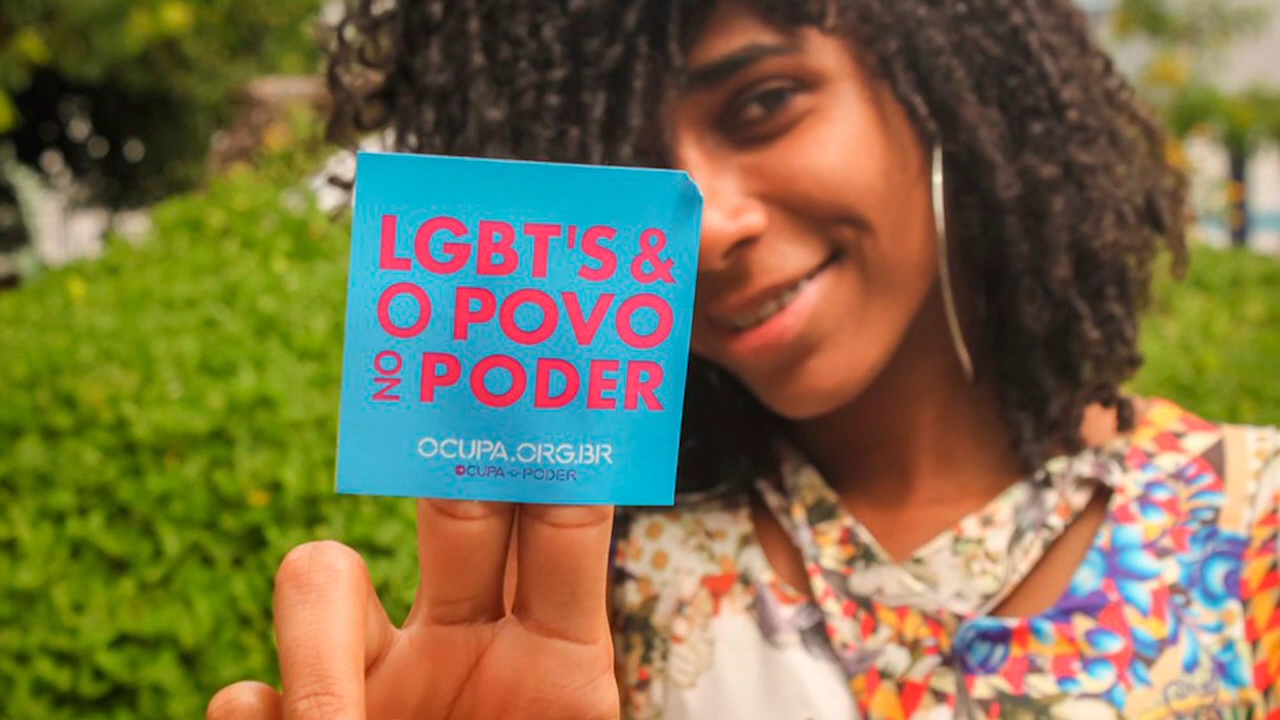 LGBT'S &
O POVO
NO PODER
OCUPA.ORG.BR
OCUPA o PODER